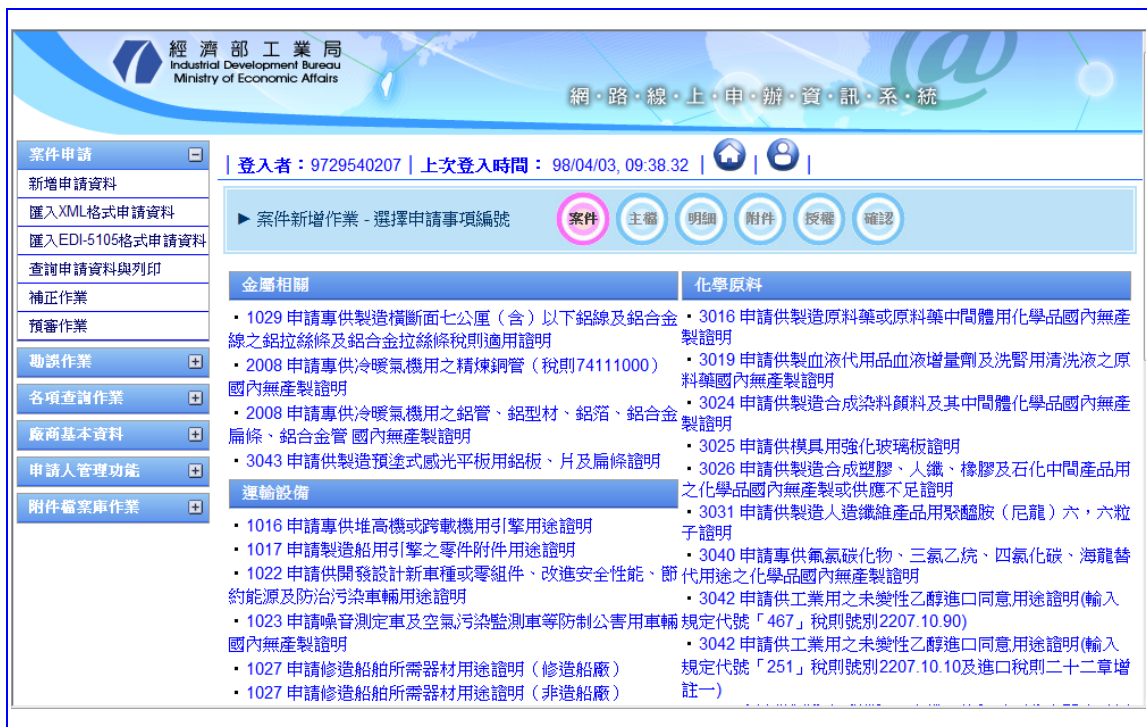 經濟部工業局
Industrial Development Bureau
Ministry of Economic Affairs
網・路・線・上・申・辦・資・訊・系・統
案件申請
新增申請資料
匯入XML格式申請資料
匯入EDI-5105格式申請資料
查詢申請資料與列印
補正作業
預審作業
勘誤作業
各項查詢作業
廠商基本資料
申請人管理功能
附件檔案庫作業
| 登入者：9729540207 | 上次登入時間： 98/04/03, 09:38.32 | | |
► 案件新增作業 - 選擇申請事項編號
案件 主檔 明細 附件 授權 確認
金屬相關
・1029 申請專供製造橫斷面七公厘（含）以下鋁線及鋁合金
線之鋁拉絲條及鋁合金拉絲條稅則適用證明
・2008 申請專供冷暖氣機用之精煉銅管（稅則74111000）
國內無產製證明
・2008 申請專供冷暖氣機用之鋁管、鋁型材、鋁箔、鋁合金
扁條、鋁合金管 國內無產製證明
・3043 申請供製造預塗式感光平板用鋁板、片及扁條證明
運輸設備
・1016 申請專供堆高機或跨載機用引擎用途證明
・1017 申請製造船用引擎之零件附件用途證明
・1022 申請供開發設計新車種或零組件、改進安全性能、節
約能源及防治污染車輛用途證明
・1023 申請噪音測定車及空氣污染監測車等防制公害用車輛
國內無產製證明
・1027 申請修造船舶所需器材用途證明（修造船廠）
・1027 申請修造船舶所需器材用途證明（非造船廠）
化學原料
・3016 申請供製造原料藥或原料藥中間體用化學品國內無產
製證明
・3019 申請供製血液代用品血液增量劑及洗腎用清洗液之原
料藥國內無產製證明
・3024 申請供製造合成染料顏料及其中間體化學品國內無產
製證明
・3025 申請供模具用強化玻璃板證明
・3026 申請供製造合成塑膠、人纖、橡膠及石化中間產品用
之化學品國內無產製或供應不足證明
・3031 申請供製造人造纖維產品用聚醯胺（尼龍）六，六粒
子證明
・3040 申請專供氟氯碳化物、三氯乙烷、四氯化碳、海龍替
代用途之化學品國內無產製證明
・3042 申請供工業用之未變性乙醇進口同意用途證明(輸入
規定代號「467」稅則號別2207.10.90)
・3042 申請供工業用之未變性乙醇進口同意用途證明(輸入
規定代號「251」稅則號別2207.10.10及進口稅則二十二章增
註一)